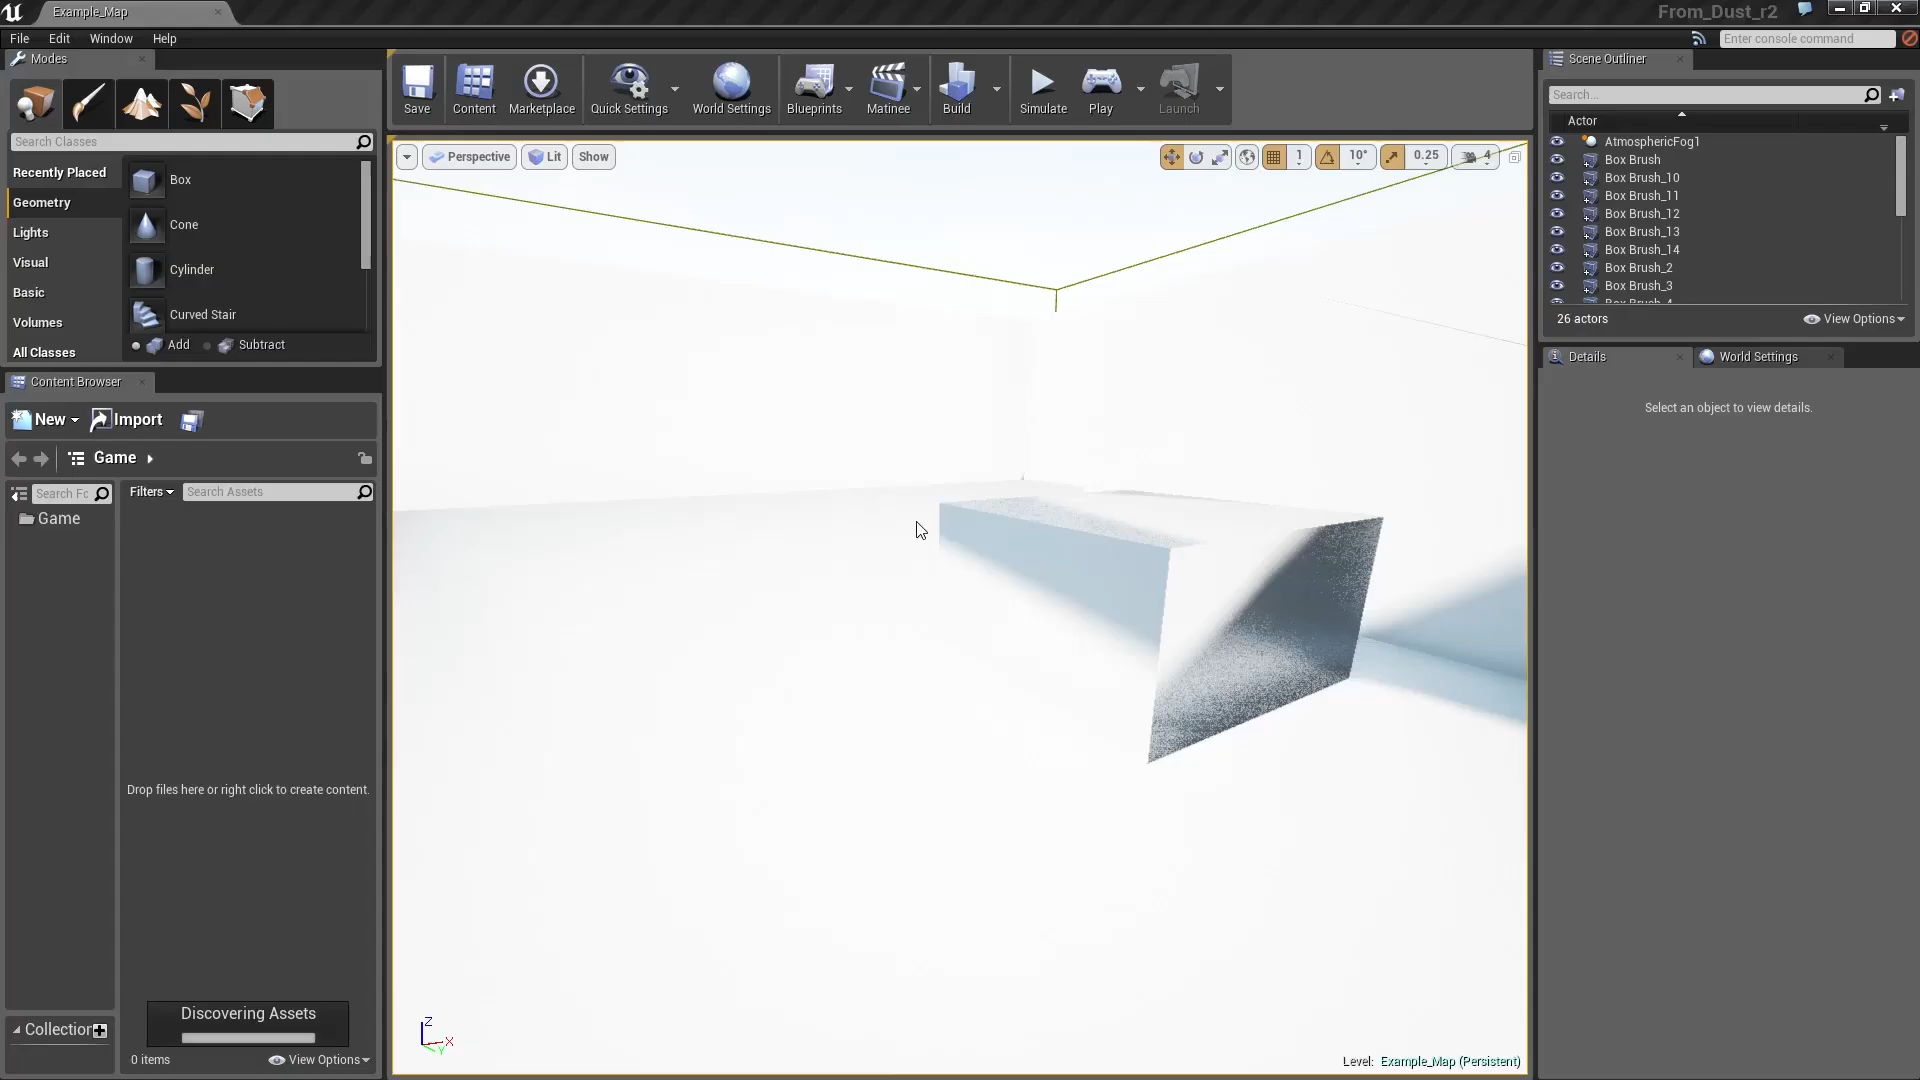 Example_Map
From_Dust_r2
File Edit Window Help
Enter console command
Modes
Search Classes
Recently Placed
Geometry
Lights
Visual
Basic
Volumes
All Classes
Box
Cone
Cylinder
Curved Stair
Add Subtract
Save Content Marketplace Quick Settings World Settings Blueprints Matinee Build Simulate Play Launch
Perspective Lit Show
1 10° 0.25 4
Content Browser
New Import
Game
Search Fc
Game
Filters Search Assets
Drop files here or right click to create content.
Discovering Assets
Collection
0 items View Options
Z
X
Y
Level: Example_Map (Persistent)
Scene Outliner
Search...
Actor
AtmosphericFog1
Box Brush
Box Brush_10
Box Brush_11
Box Brush_12
Box Brush_13
Box Brush_14
Box Brush_2
Box Brush_3
Box Brush_4
26 actors View Options
Details World Settings
Select an object to view details.